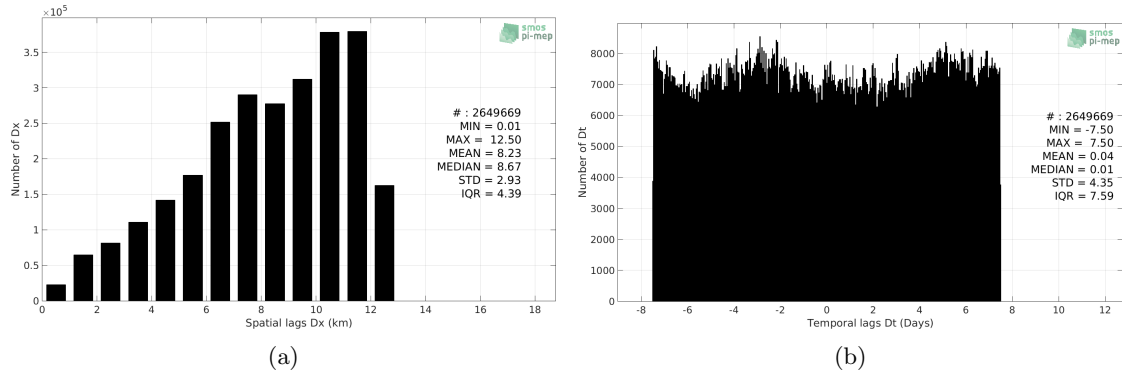 ×10⁵
3.5
3
2.5
2
1.5
1
0.5
0
0 2 4 6 8 10 12 14 16 18
Number of Dx
Spatial lags Dx (km)
smos
pi-mep
# : 2649669
MIN = 0.01
MAX = 12.50
MEAN = 8.23
MEDIAN = 8.67
STD = 2.93
IQR = 4.39
(a)
8000
7000
6000
5000
4000
3000
2000
1000
0
-8 -6 -4 -2 0 2 4 6 8 10 12
Number of Dt
Temporal lags Dt (Days)
smos
pi-mep
# : 2649669
MIN = -7.50
MAX = 7.50
MEAN = 0.04
MEDIAN = 0.01
STD = 4.35
IQR = 7.59
(b)